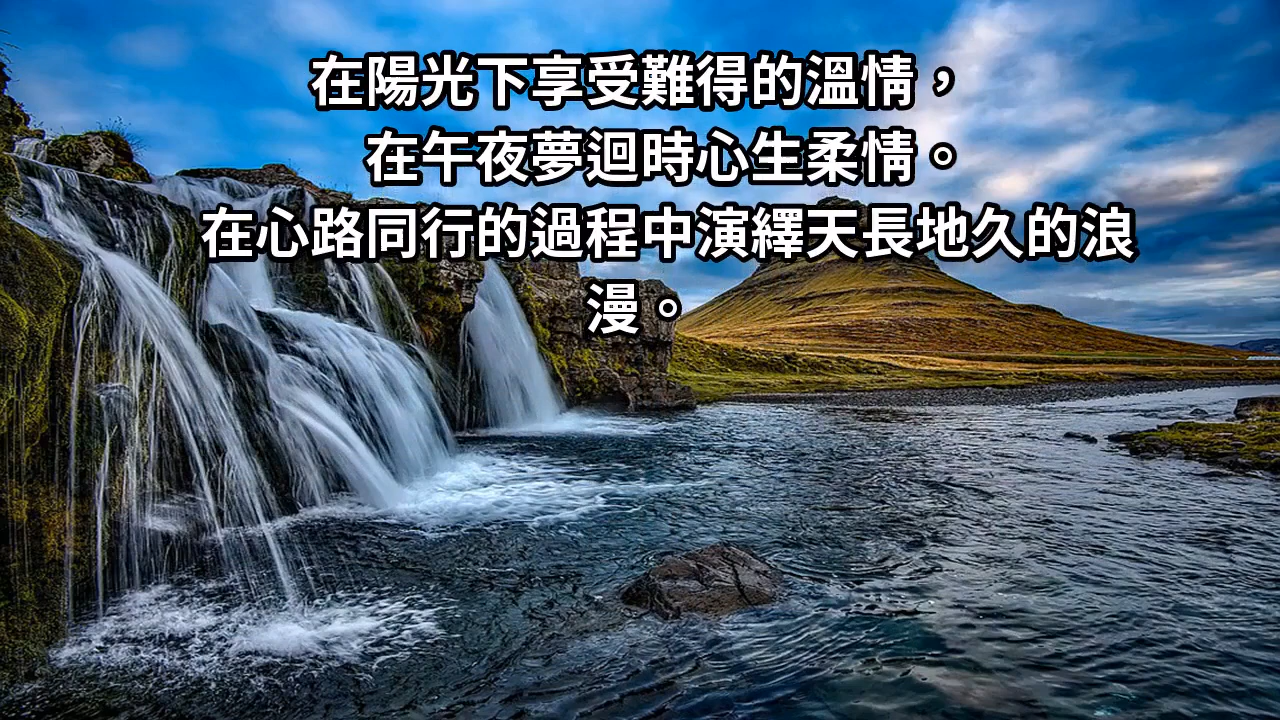 在陽光下享受難得的溫情，
在午夜夢迴時心生柔情。
在心路同行的過程中演繹天長地久的浪
漫。